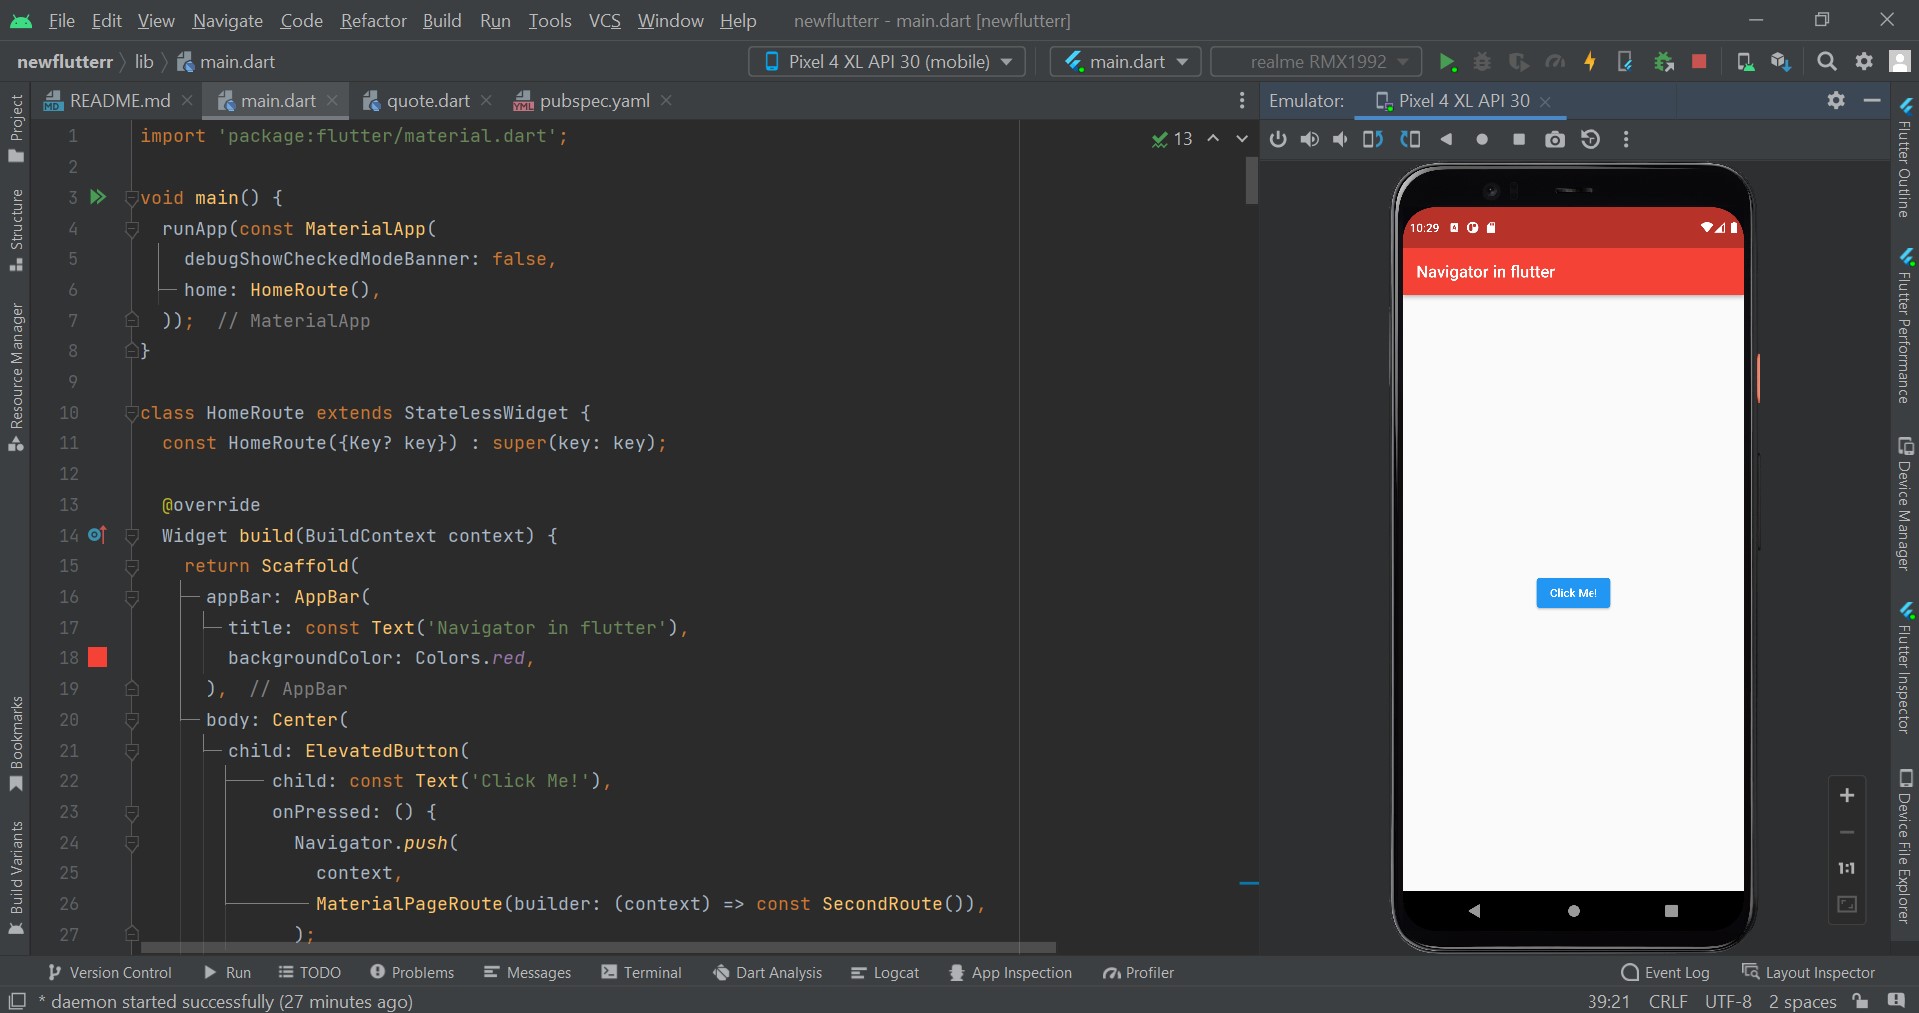 File Edit View Navigate Code Refactor Build Run Tools VCS Window Help newflutterr - main.dart [newflutterr]
newflutterr lib main.dart Pixel 4 XL API 30 (mobile) main.dart realme RMX1992
README.md main.dart quote.dart pubspec.yaml Emulator: Pixel 4 XL API 30
1 import 'package:flutter/material.dart'; 13
2
3 void main() {
4 runApp(const MaterialApp(
5 debugShowCheckedModeBanner: false,
6 home: HomeRoute(),
7 )); // MaterialApp
8 }
9
10 class HomeRoute extends StatelessWidget {
11 const HomeRoute({Key? key}) : super(key: key);
12
13 @override
14 Widget build(BuildContext context) {
15 return Scaffold(
16 appBar: AppBar(
17 title: const Text('Navigator in flutter'),
18 backgroundColor: Colors.red,
19 ), // AppBar
20 body: Center(
21 child: ElevatedButton(
22 child: const Text('Click Me!'),
23 onPressed: () {
24 Navigator.push(
25 context,
26 MaterialPageRoute(builder: (context) => const SecondRoute()),
27 );
10:29
Navigator in flutter
Click Me!
1:1
Project
Structure
Resource Manager
Bookmarks
Build Variants
Flutter Outline
Flutter Performance
Device Manager
Flutter Inspector
Device File Explorer
Version Control Run TODO Problems Messages Terminal Dart Analysis Logcat App Inspection Profiler Event Log Layout Inspector
* daemon started successfully (27 minutes ago) 39:21 CRLF UTF-8 2 spaces